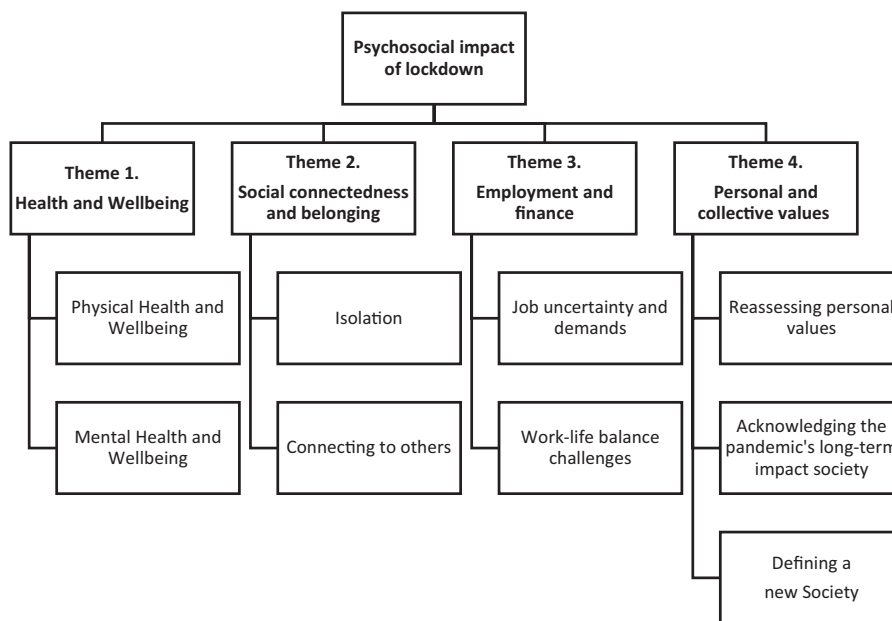 Psychosocial impact
of lockdown
Theme 1.
Health and Wellbeing
Theme 2.
Social connectedness
and belonging
Theme 3.
Employment and
finance
Theme 4.
Personal and
collective values
Physical Health and
Wellbeing
Mental Health and
Wellbeing
Isolation
Connecting to others
Job uncertainty and
demands
Work-life balance
challenges
Reassessing personal
values
Acknowledging the
pandemic's long-term
impact society
Defining a
new Society